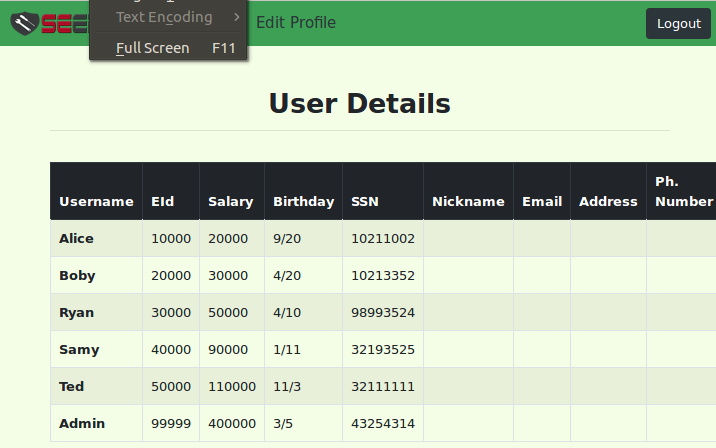 Text Encoding
Full Screen F11
SEE
Edit Profile
Logout
User Details
Username EId Salary Birthday SSN Nickname Email Address Ph. Number
Alice 10000 20000 9/20 10211002
Boby 20000 30000 4/20 10213352
Ryan 30000 50000 4/10 98993524
Samy 40000 90000 1/11 32193525
Ted 50000 110000 11/3 32111111
Admin 99999 400000 3/5 43254314